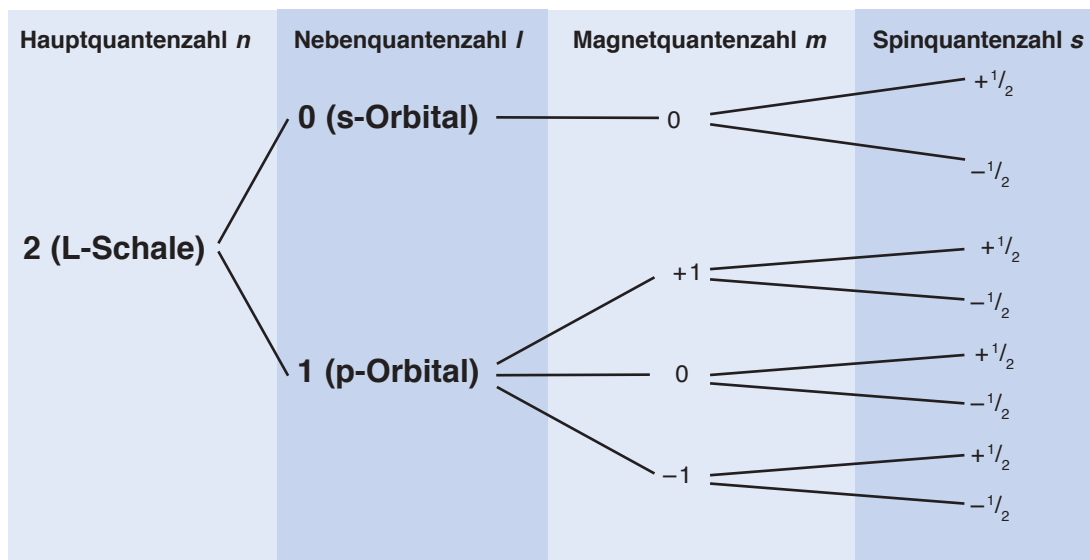 Hauptquantenzahl n Nebenquantenzahl l Magnetquantenzahl m Spinquantenzahl s
+1/2
0 (s-Orbital) 0
−1/2
2 (L-Schale)
+1/2
+1
−1/2
+1/2
1 (p-Orbital) 0
−1/2
+1/2
−1
−1/2